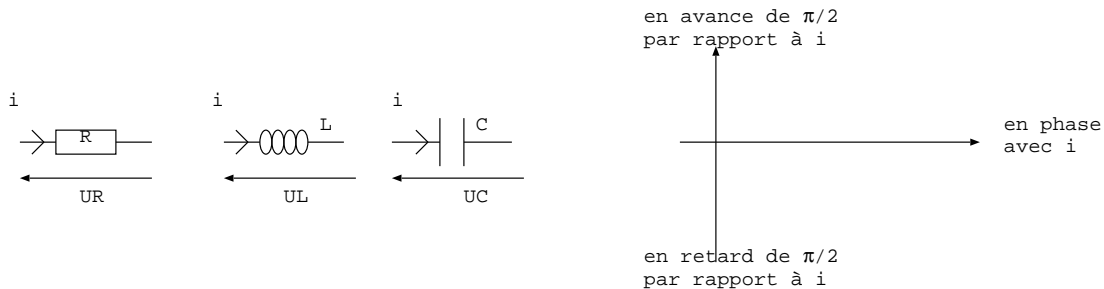 en avance de π/2
par rapport à i
i
i
i
R
L
C
en phase
avec i
UR
UL
UC
en retard de π/2
par rapport à i